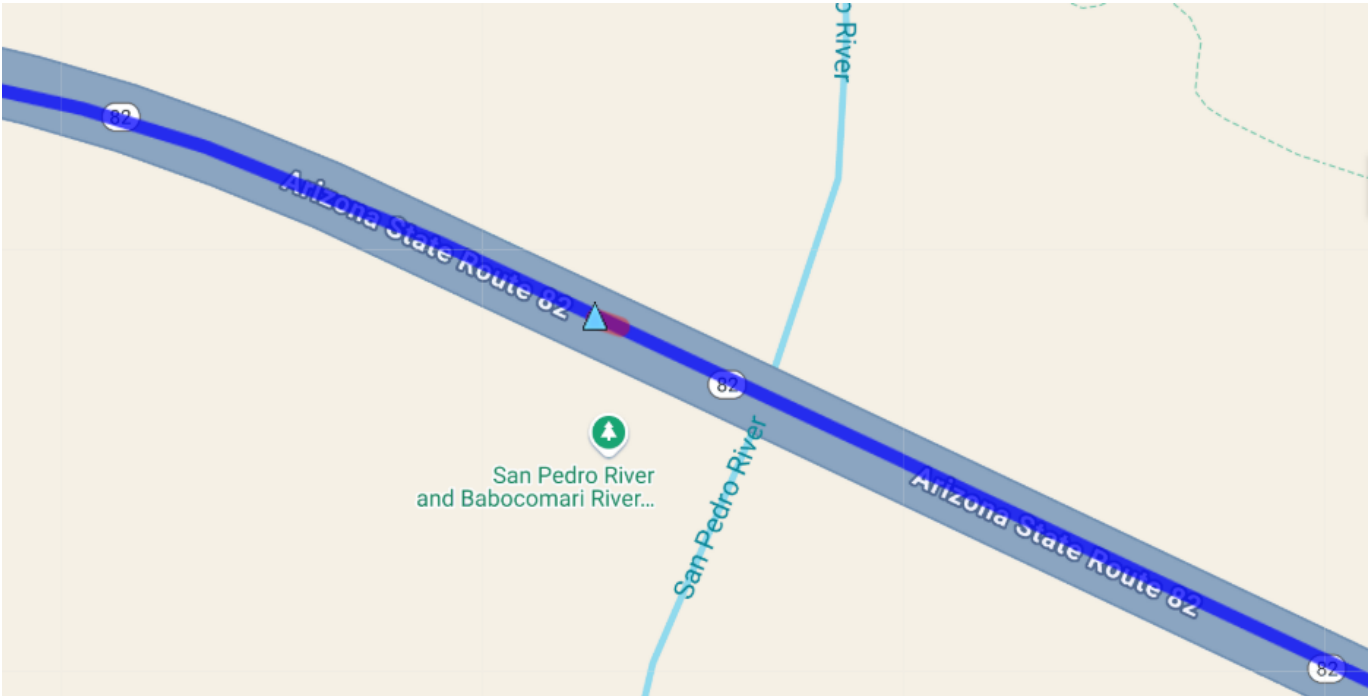 o River
82
Arizona State Route 82
82
San Pedro River
and Babocomari River...
San Pedro River
Arizona State Route 82
82